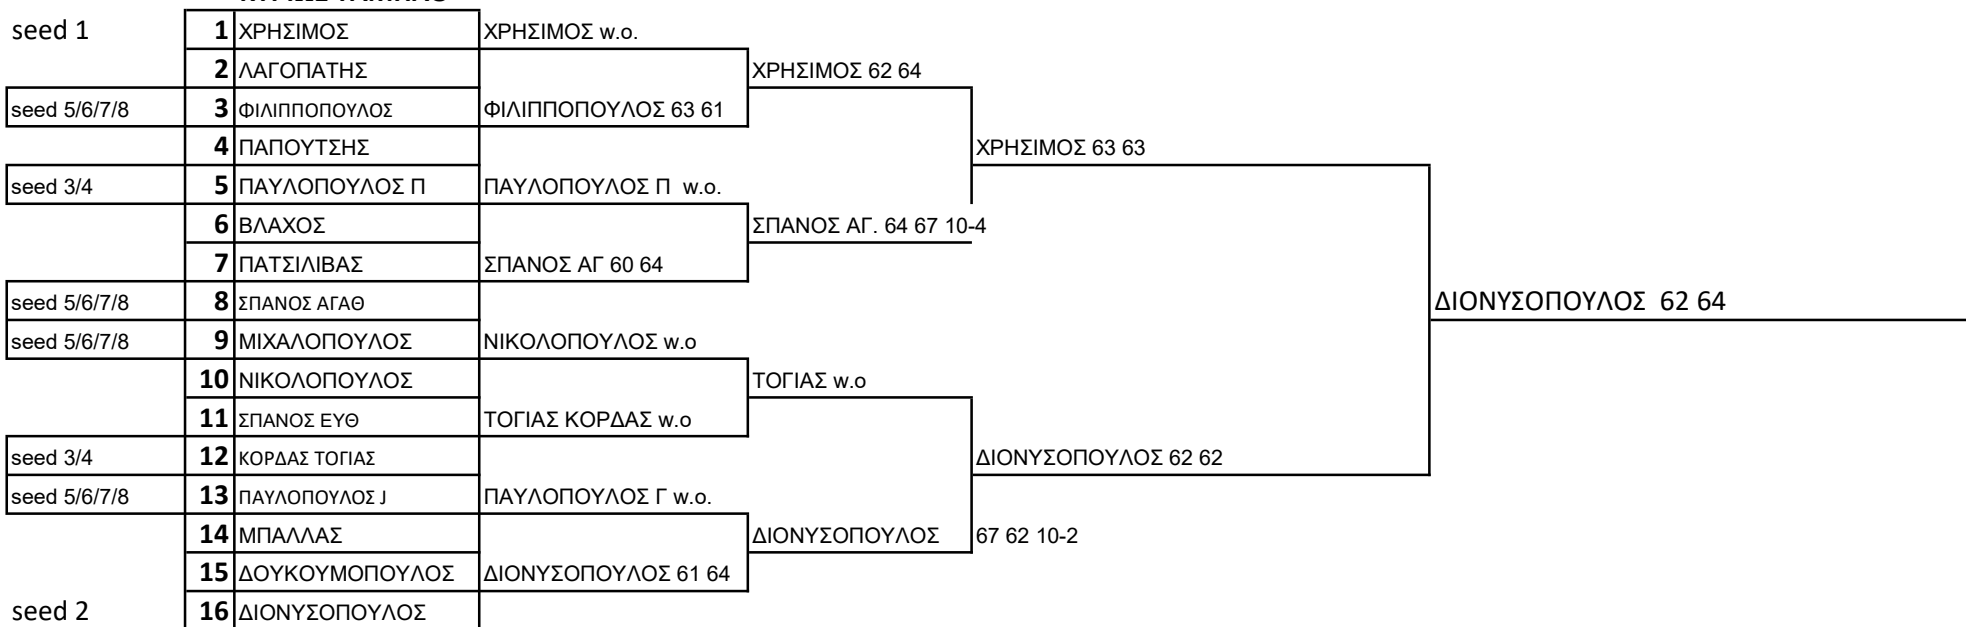 seed 1 1 ΧΡΗΣΙΜΟΣ ΧΡΗΣΙΜΟΣ w.o.
2 ΛΑΓΟΠΑΤΗΣ ΧΡΗΣΙΜΟΣ 62 64
seed 5/6/7/8 3 ΦΙΛΙΠΠΟΠΟΥΛΟΣ ΦΙΛΙΠΠΟΠΟΥΛΟΣ 63 61
4 ΠΑΠΟΥΤΣΗΣ ΧΡΗΣΙΜΟΣ 63 63
seed 3/4 5 ΠΑΥΛΟΠΟΥΛΟΣ Π ΠΑΥΛΟΠΟΥΛΟΣ Π w.o.
6 ΒΛΑΧΟΣ ΣΠΑΝΟΣ ΑΓ. 64 67 10-4
7 ΠΑΤΣΙΛΙΒΑΣ ΣΠΑΝΟΣ ΑΓ 60 64
seed 5/6/7/8 8 ΣΠΑΝΟΣ ΑΓΑΘ ΔΙΟΝΥΣΟΠΟΥΛΟΣ 62 64
seed 5/6/7/8 9 ΜΙΧΑΛΟΠΟΥΛΟΣ ΝΙΚΟΛΟΠΟΥΛΟΣ w.o
10 ΝΙΚΟΛΟΠΟΥΛΟΣ ΤΟΓΙΑΣ w.o
11 ΣΠΑΝΟΣ ΕΥΘ ΤΟΓΙΑΣ ΚΟΡΔΑΣ w.o
seed 3/4 12 ΚΟΡΔΑΣ ΤΟΓΙΑΣ ΔΙΟΝΥΣΟΠΟΥΛΟΣ 62 62
seed 5/6/7/8 13 ΠΑΥΛΟΠΟΥΛΟΣ J ΠΑΥΛΟΠΟΥΛΟΣ Γ w.o.
14 ΜΠΑΛΛΑΣ ΔΙΟΝΥΣΟΠΟΥΛΟΣ 67 62 10-2
15 ΔΟΥΚΟΥΜΟΠΟΥΛΟΣ ΔΙΟΝΥΣΟΠΟΥΛΟΣ 61 64
seed 2 16 ΔΙΟΝΥΣΟΠΟΥΛΟΣ